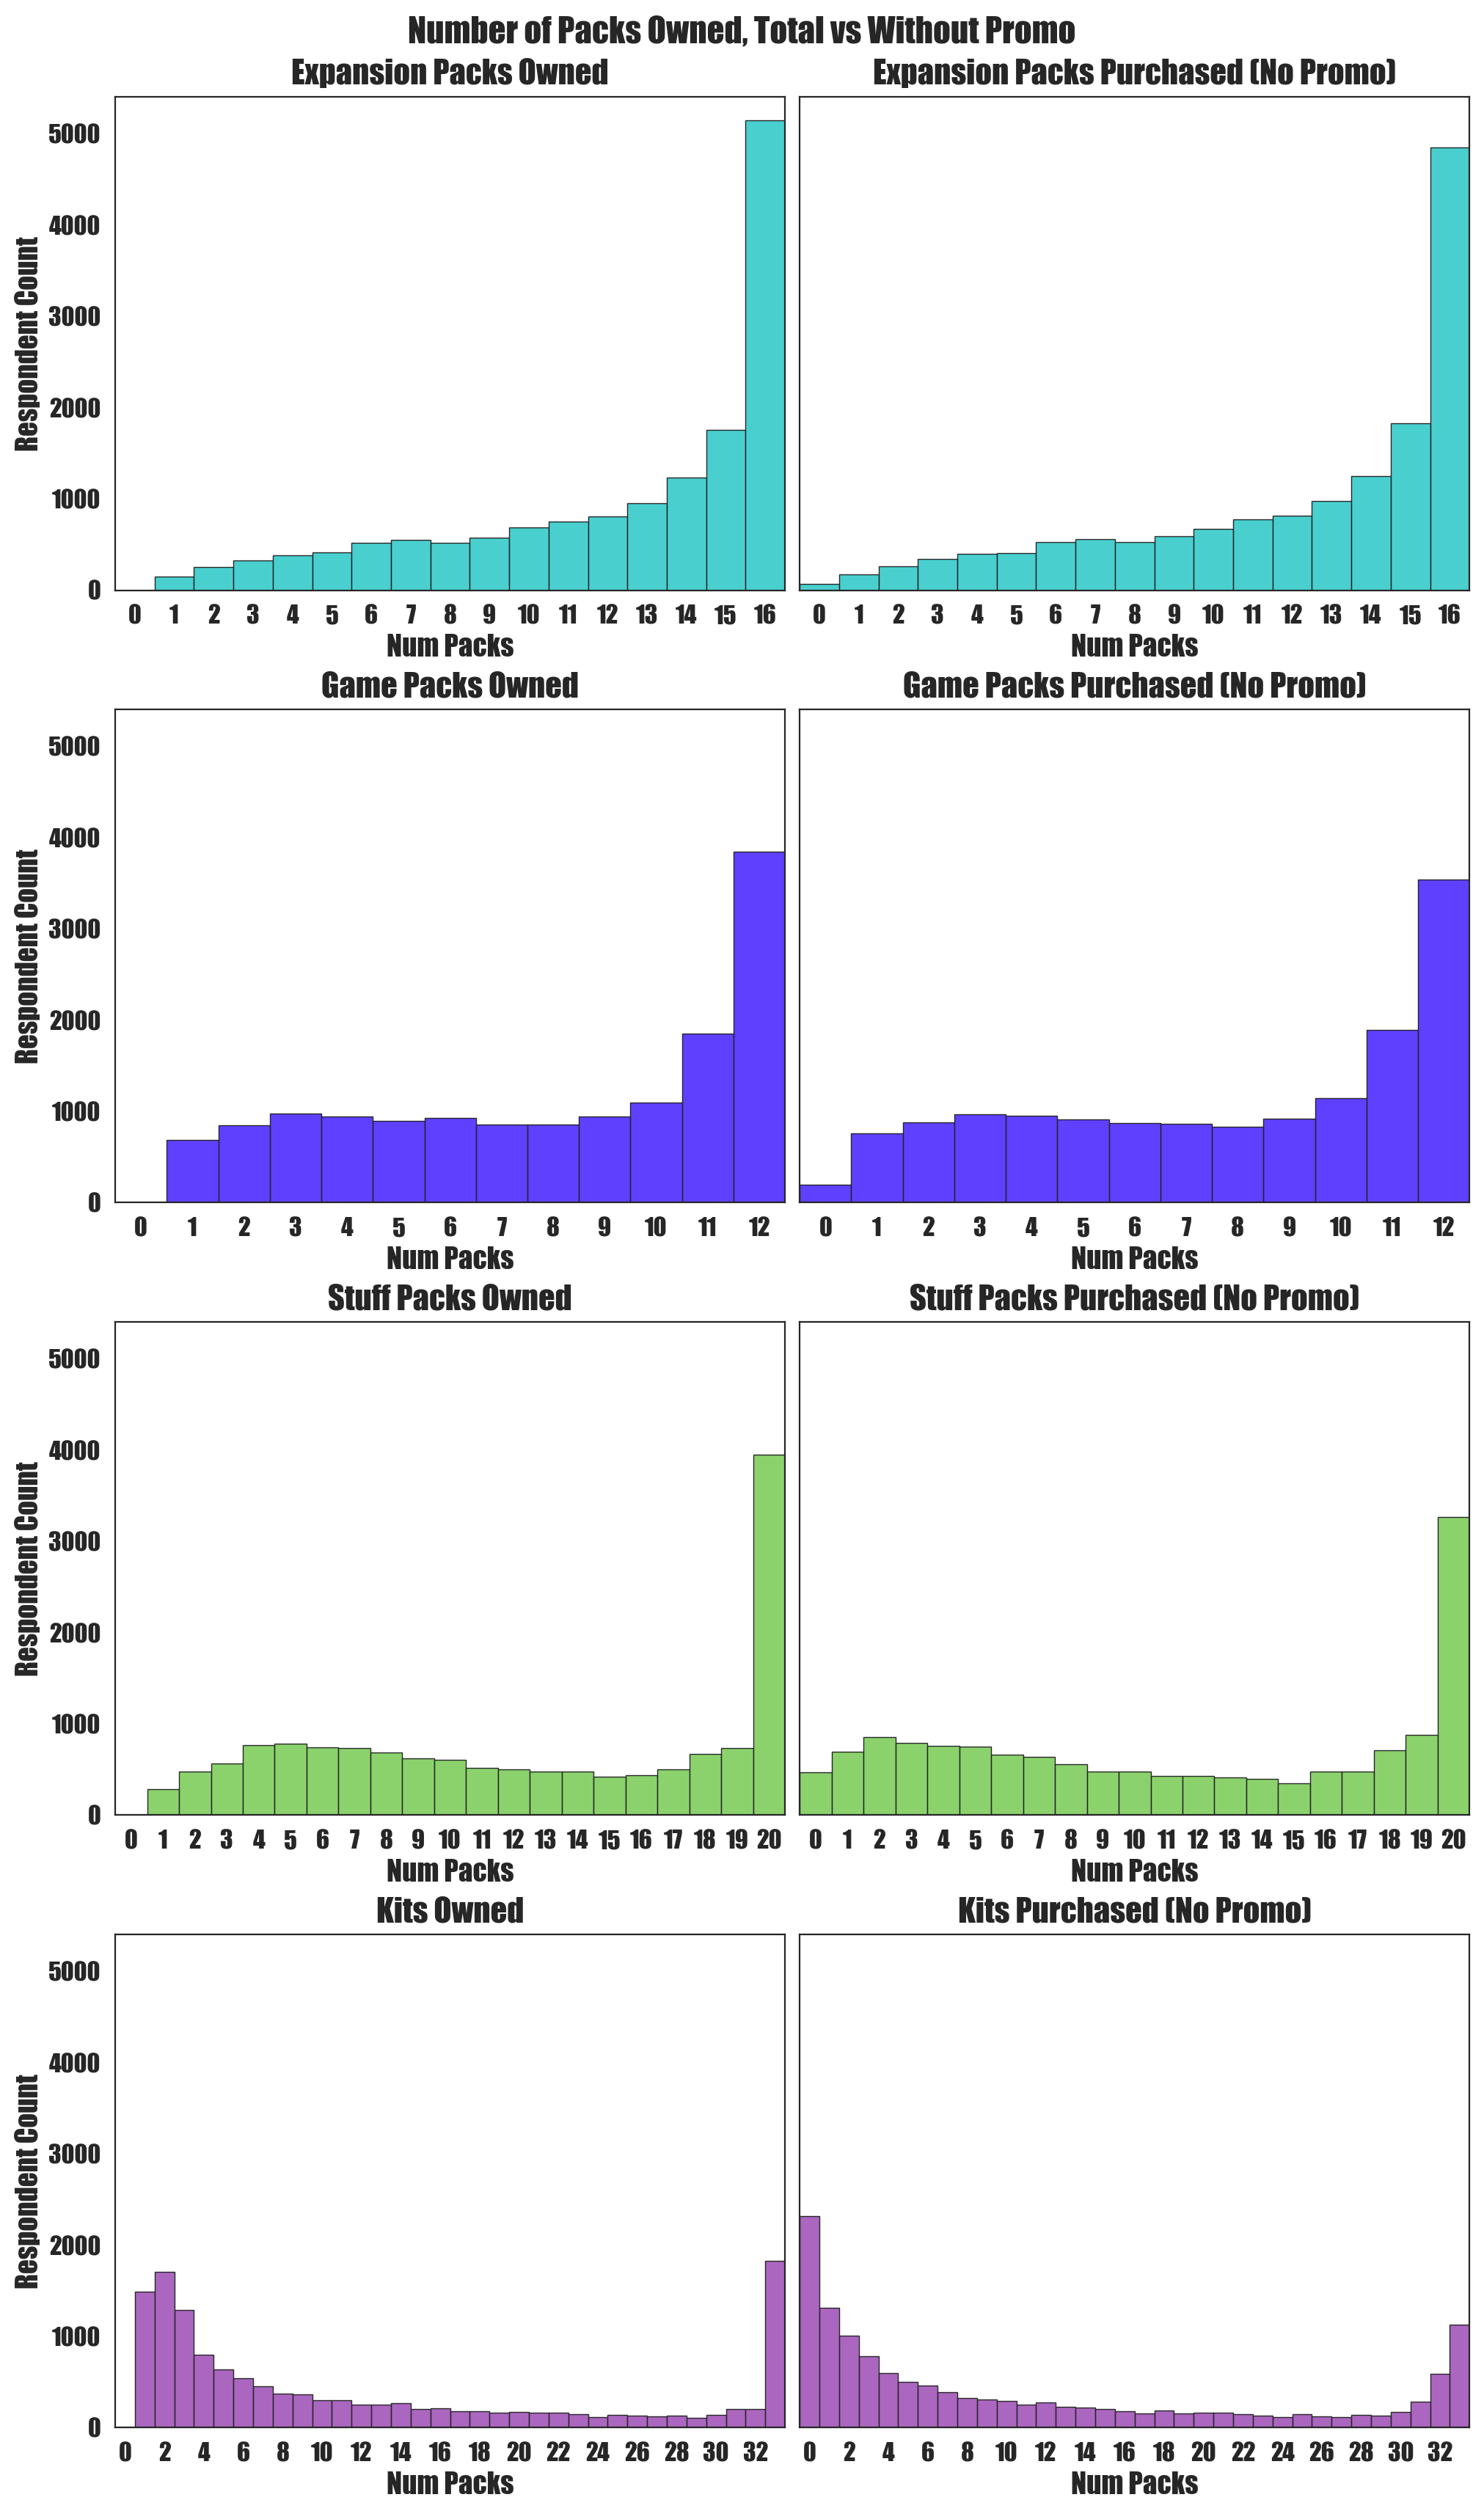 Number of Packs Owned, Total vs Without Promo
Expansion Packs Owned
Expansion Packs Purchased (No Promo)
Respondent Count
5000
4000
3000
2000
1000
0
0 1 2 3 4 5 6 7 8 9 10 11 12 13 14 15 16
Num Packs
0 1 2 3 4 5 6 7 8 9 10 11 12 13 14 15 16
Num Packs
Game Packs Owned
Game Packs Purchased (No Promo)
Respondent Count
5000
4000
3000
2000
1000
0
0 1 2 3 4 5 6 7 8 9 10 11 12
Num Packs
0 1 2 3 4 5 6 7 8 9 10 11 12
Num Packs
Stuff Packs Owned
Stuff Packs Purchased (No Promo)
Respondent Count
5000
4000
3000
2000
1000
0
0 1 2 3 4 5 6 7 8 9 10 11 12 13 14 15 16 17 18 19 20
Num Packs
0 1 2 3 4 5 6 7 8 9 10 11 12 13 14 15 16 17 18 19 20
Num Packs
Kits Owned
Kits Purchased (No Promo)
Respondent Count
5000
4000
3000
2000
1000
0
0 2 4 6 8 10 12 14 16 18 20 22 24 26 28 30 32
Num Packs
0 2 4 6 8 10 12 14 16 18 20 22 24 26 28 30 32
Num Packs